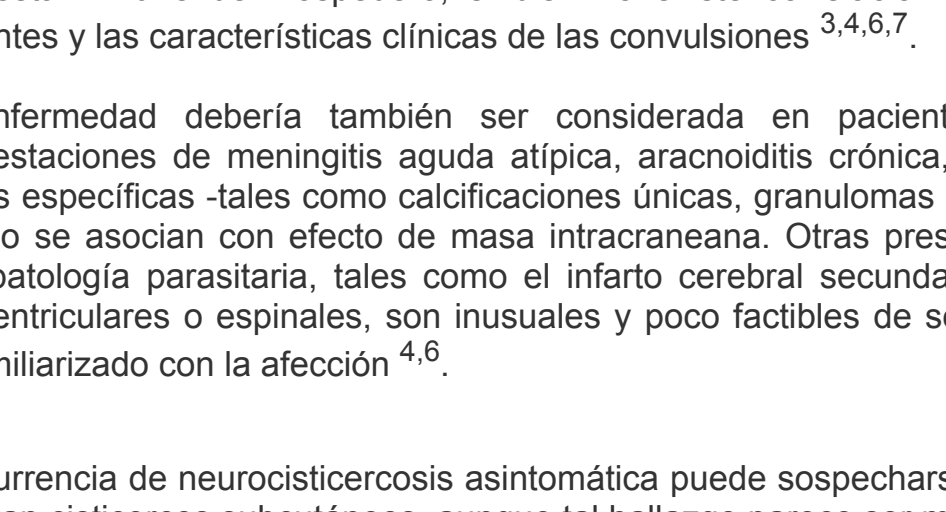 ntes y las características clínicas de las convulsiones 3,4,6,7.
nfermedad debería también ser considerada en pacient
estaciones de meningitis aguda atípica, aracnoiditis crónica,
s específicas -tales como calcificaciones únicas, granulomas
o se asocian con efecto de masa intracraneana. Otras pres
patología parasitaria, tales como el infarto cerebral secunda
entriculares o espinales, son inusuales y poco factibles de s
miliarizado con la afección 4,6.
urrencia de neurocisticercosis asintomática puede sospechars